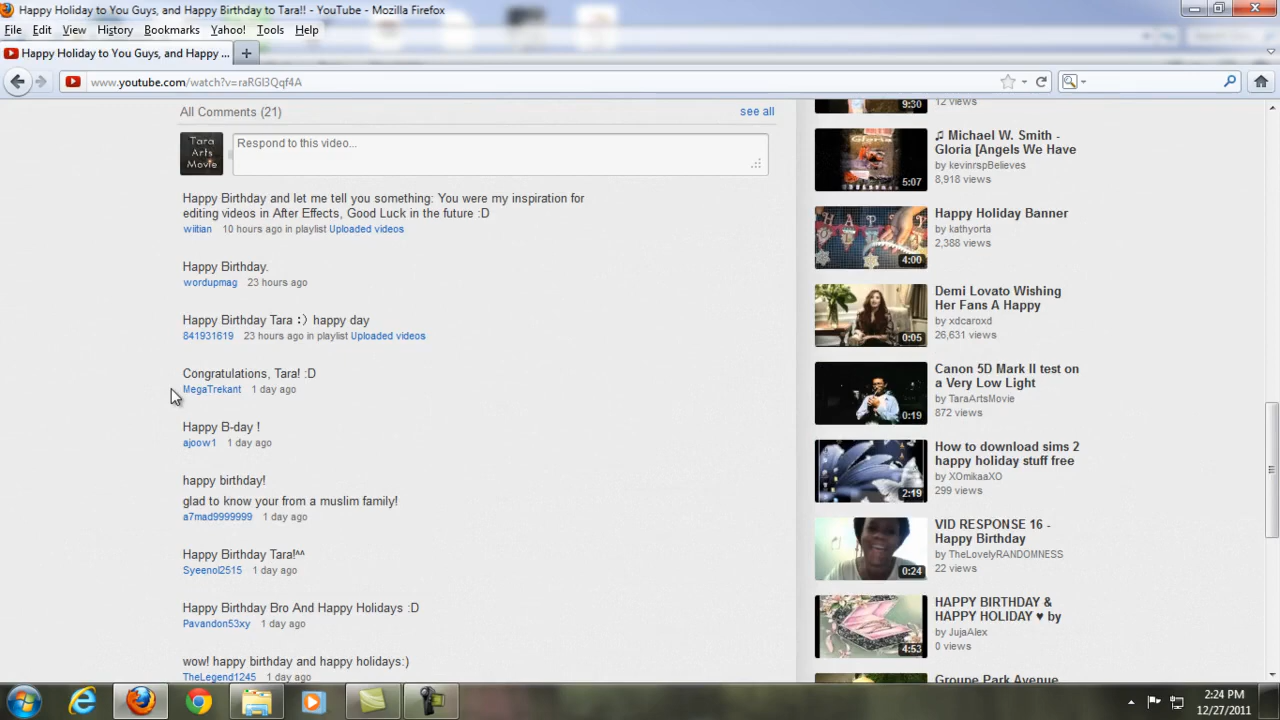 Happy Holiday to You Guys, and Happy Birthday to Tara!! - YouTube - Mozilla Firefox
File Edit View History Bookmarks Yahoo! Tools Help
Happy Holiday to You Guys, and Happy ...
www.youtube.com/watch?v=raRGl3Qqf4A
All Comments (21) see all
Tara
Arts
Movie
Respond to this video...
Happy Birthday and let me tell you something: You were my inspiration for
editing videos in After Effects, Good Luck in the future :D
wiitian 10 hours ago in playlist Uploaded videos
Happy Birthday.
wordupmag 23 hours ago
Happy Birthday Tara :) happy day
841931619 23 hours ago in playlist Uploaded videos
Congratulations, Tara! :D
MegaTrekant 1 day ago
Happy B-day !
ajoow1 1 day ago
happy birthday!
glad to know your from a muslim family!
a7mad9999999 1 day ago
Happy Birthday Tara!^^
Syeenol2515 1 day ago
Happy Birthday Bro And Happy Holidays :D
Pavandon53xy 1 day ago
wow! happy birthday and happy holidays:)
TheLegend1245 1 day ago
9:30
12 views
♫ Michael W. Smith -
Gloria [Angels We Have
by kevinrspBelieves
8,918 views
Gloria
5:07
Happy Holiday Banner
by kathyorta
2,388 views
4:00
Demi Lovato Wishing
Her Fans A Happy
by xdcaroxd
26,631 views
0:05
Canon 5D Mark II test on
a Very Low Light
by TaraArtsMovie
872 views
0:19
How to download sims 2
happy holiday stuff free
by XOmikaaXO
299 views
2:19
VID RESPONSE 16 -
Happy Birthday
by TheLovelyRANDOMNESS
22 views
0:24
HAPPY BIRTHDAY &
HAPPY HOLIDAY ♥ by
by JujaAlex
0 views
4:53
Groupe Park Avenue
2:24 PM
12/27/2011